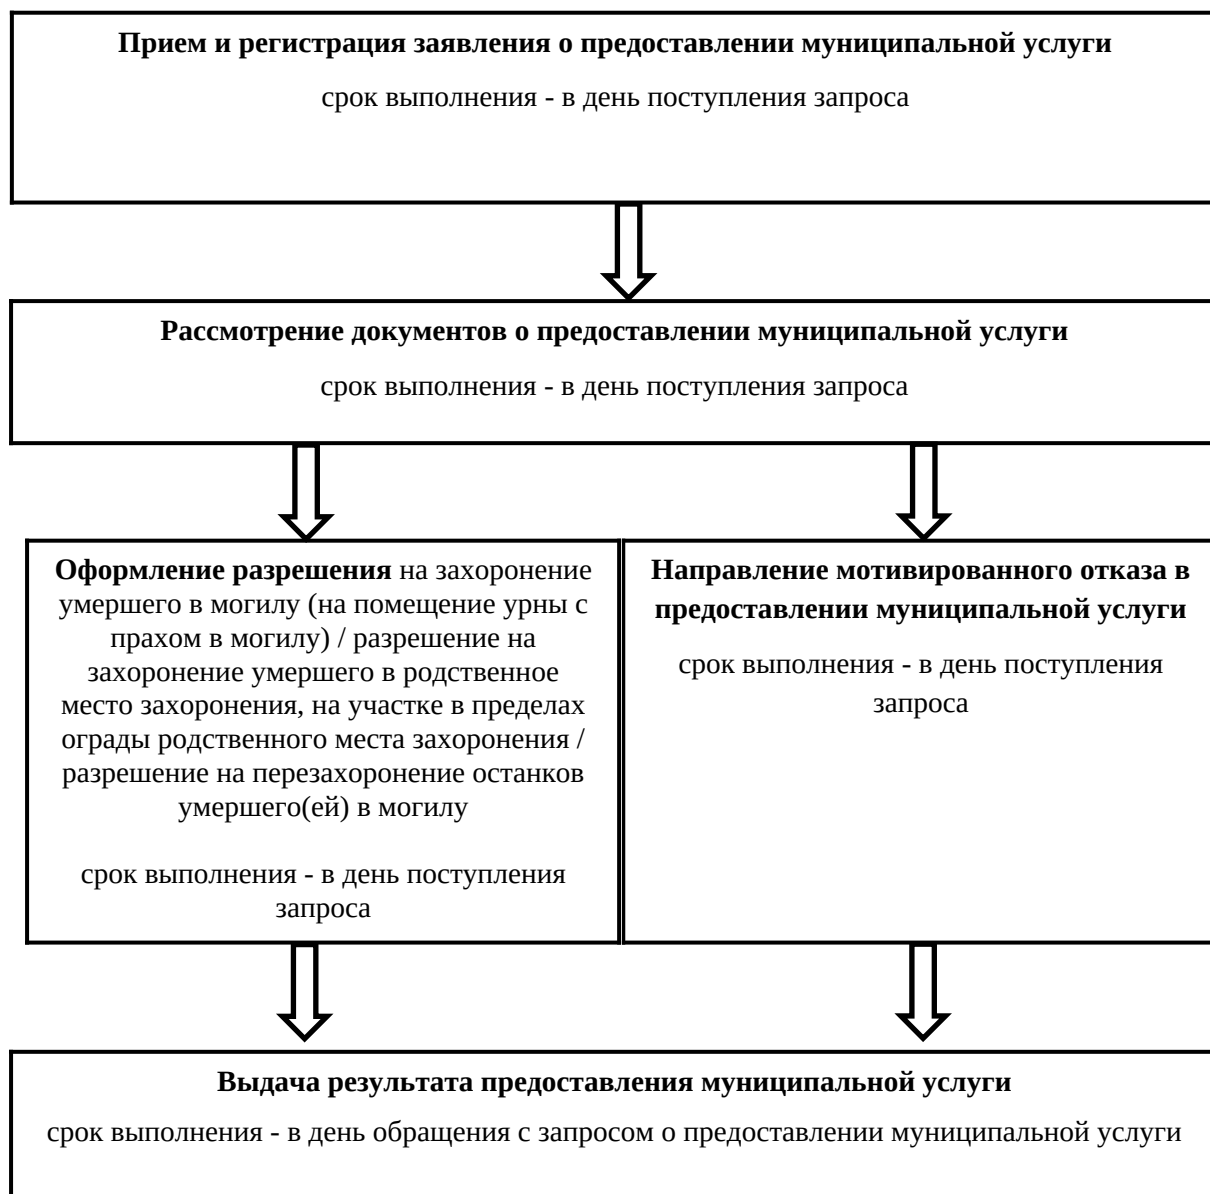 Прием и регистрация заявления о предоставлении муниципальной услуги
срок выполнения - в день поступления запроса
Рассмотрение документов о предоставлении муниципальной услуги
срок выполнения - в день поступления запроса
Оформление разрешения на захоронение
умершего в могилу (на помещение урны с
прахом в могилу) / разрешение на
захоронение умершего в родственное
место захоронения, на участке в пределах
ограды родственного места захоронения /
разрешение на перезахоронение останков
умершего(ей) в могилу
срок выполнения - в день поступления
запроса
Направление мотивированного отказа в
предоставлении муниципальной услуги
срок выполнения - в день поступления
запроса
Выдача результата предоставления муниципальной услуги
срок выполнения - в день обращения с запросом о предоставлении муниципальной услуги